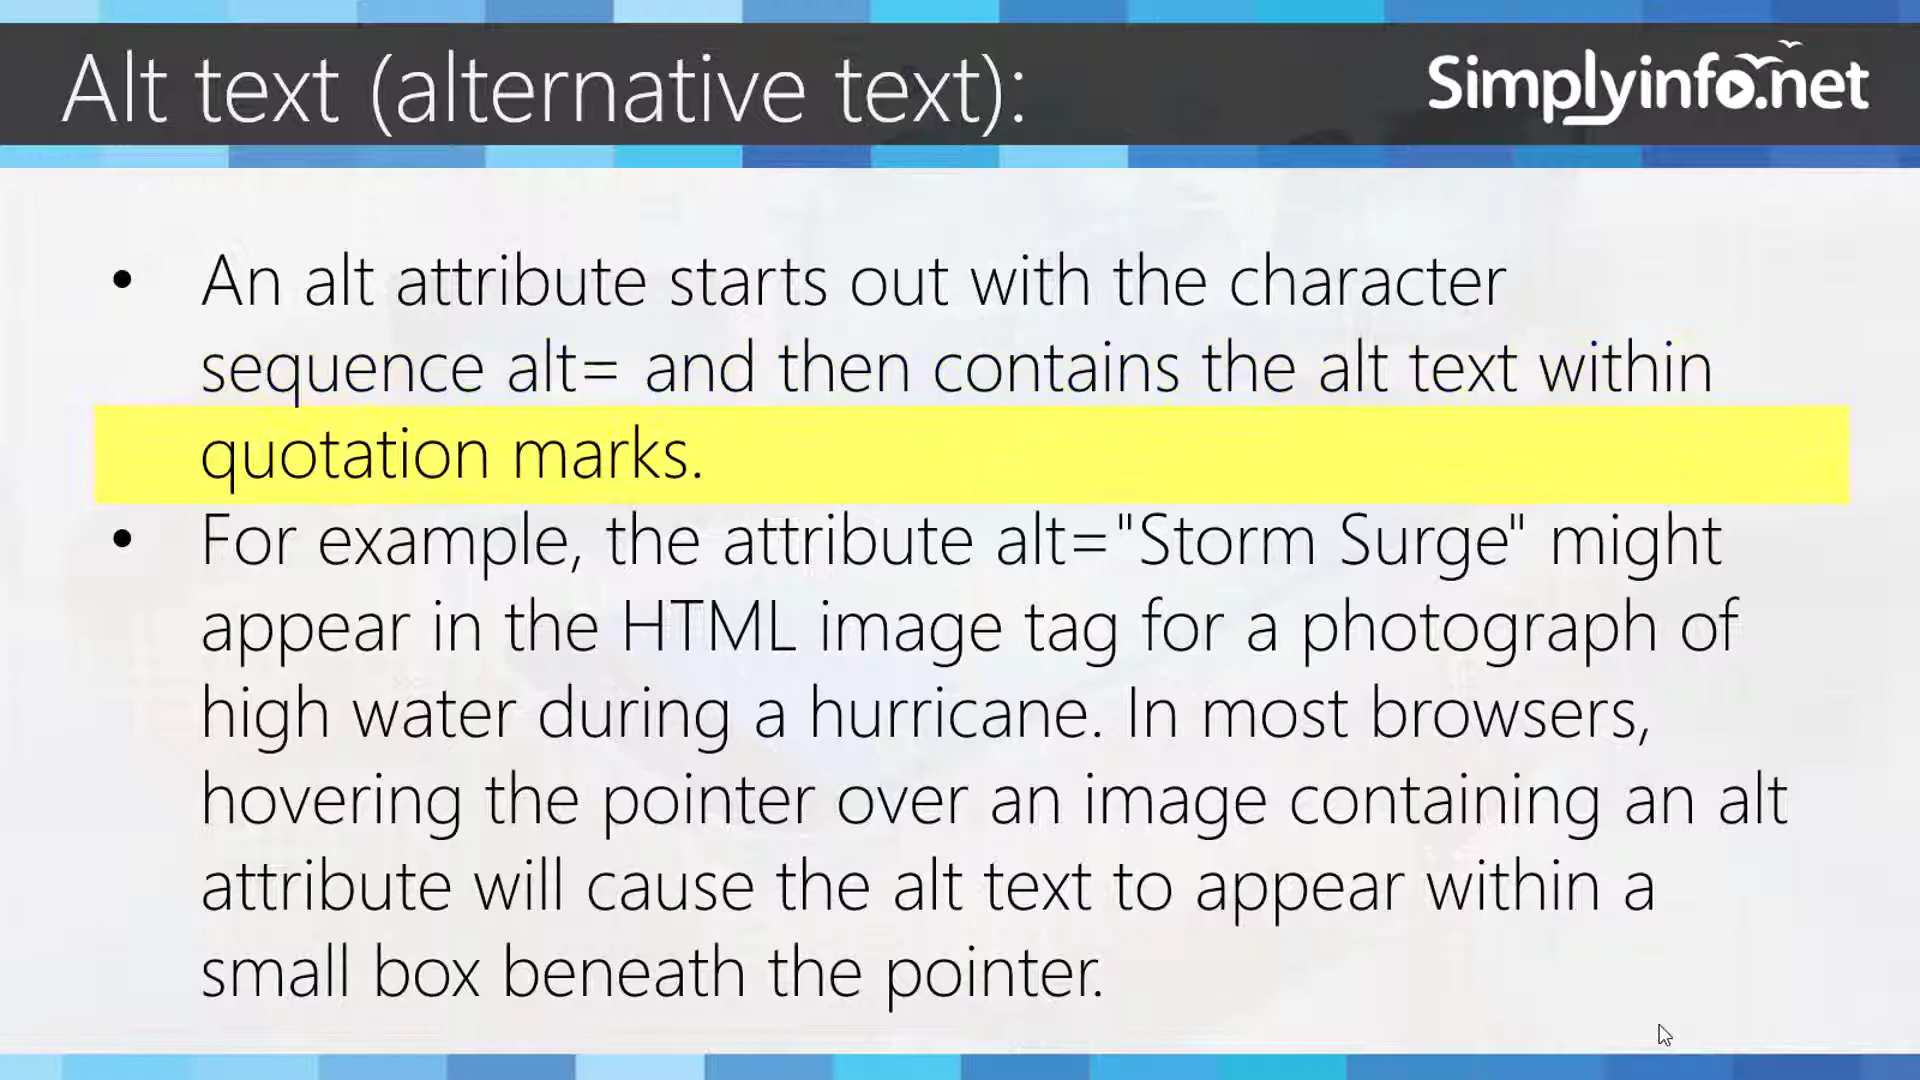 Alt text (alternative text):
Simplyinfo.net
• An alt attribute starts out with the character
sequence alt= and then contains the alt text within
quotation marks.
• For example, the attribute alt="Storm Surge" might
appear in the HTML image tag for a photograph of
high water during a hurricane. In most browsers,
hovering the pointer over an image containing an alt
attribute will cause the alt text to appear within a
small box beneath the pointer.